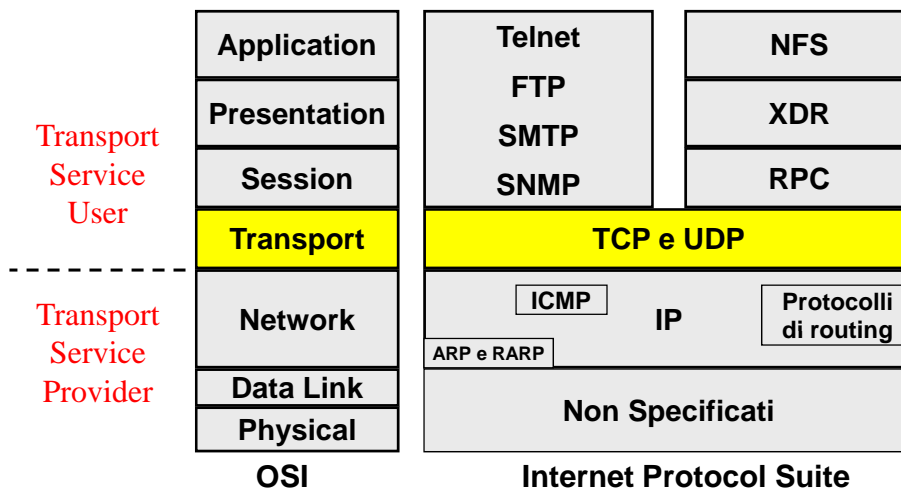 Transport
Service
User
Transport
Service
Provider
Application
Presentation
Session
Transport
Network
Data Link
Physical
OSI
Telnet
FTP
SMTP
SNMP
NFS
XDR
RPC
TCP e UDP
ICMP
IP
Protocolli
di routing
ARP e RARP
Non Specificati
Internet Protocol Suite